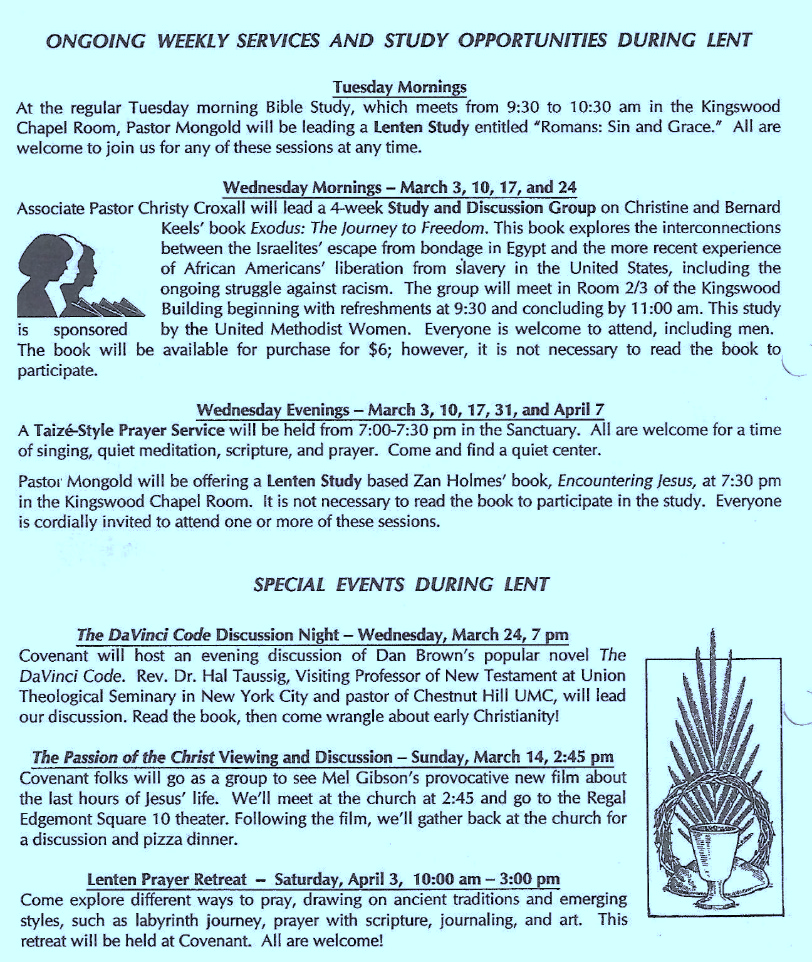 ONGOING WEEKLY SERVICES AND STUDY OPPORTUNITIES DURING LENT
Tuesday Mornings
At the regular Tuesday morning Bible Study, which meets from 9:30 to 10:30 am in the Kingswood
Chapel Room, Pastor Mongold will be leading a Lenten Study entitled “Romans: Sin and Grace.” All are
welcome to join us for any of these sessions at any time.
Wednesday Mornings – March 3, 10, 17, and 24
Associate Pastor Christy Croxall will lead a 4-week Study and Discussion Group on Christine and Bernard
Keels’ book Exodus: The Journey to Freedom. This book explores the interconnections
between the Israelites’ escape from bondage in Egypt and the more recent experience
of African Americans’ liberation from slavery in the United States, including the
ongoing struggle against racism. The group will meet in Room 2/3 of the Kingswood
Building beginning with refreshments at 9:30 and concluding by 11:00 am. This study
is sponsored by the United Methodist Women. Everyone is welcome to attend, including men.
The book will be available for purchase for $6; however, it is not necessary to read the book to
participate.
Wednesday Evenings – March 3, 10, 17, 31, and April 7
A Taizé-Style Prayer Service will be held from 7:00-7:30 pm in the Sanctuary. All are welcome for a time
of singing, quiet meditation, scripture, and prayer. Come and find a quiet center.
Pastor Mongold will be offering a Lenten Study based Zan Holmes’ book, Encountering Jesus, at 7:30 pm
in the Kingswood Chapel Room. It is not necessary to read the book to participate in the study. Everyone
is cordially invited to attend one or more of these sessions.
SPECIAL EVENTS DURING LENT
The DaVinci Code Discussion Night – Wednesday, March 24, 7 pm
Covenant will host an evening discussion of Dan Brown’s popular novel The
DaVinci Code. Rev. Dr. Hal Taussig, Visiting Professor of New Testament at Union
Theological Seminary in New York City and pastor of Chestnut Hill UMC, will lead
our discussion. Read the book, then come wrangle about early Christianity!
The Passion of the Christ Viewing and Discussion – Sunday, March 14, 2:45 pm
Covenant folks will go as a group to see Mel Gibson’s provocative new film about
the last hours of Jesus’ life. We’ll meet at the church at 2:45 and go to the Regal
Edgemont Square 10 theater. Following the film, we’ll gather back at the church for
a discussion and pizza dinner.
Lenten Prayer Retreat – Saturday, April 3, 10:00 am – 3:00 pm
Come explore different ways to pray, drawing on ancient traditions and emerging
styles, such as labyrinth journey, prayer with scripture, journaling, and art. This
retreat will be held at Covenant. All are welcome!